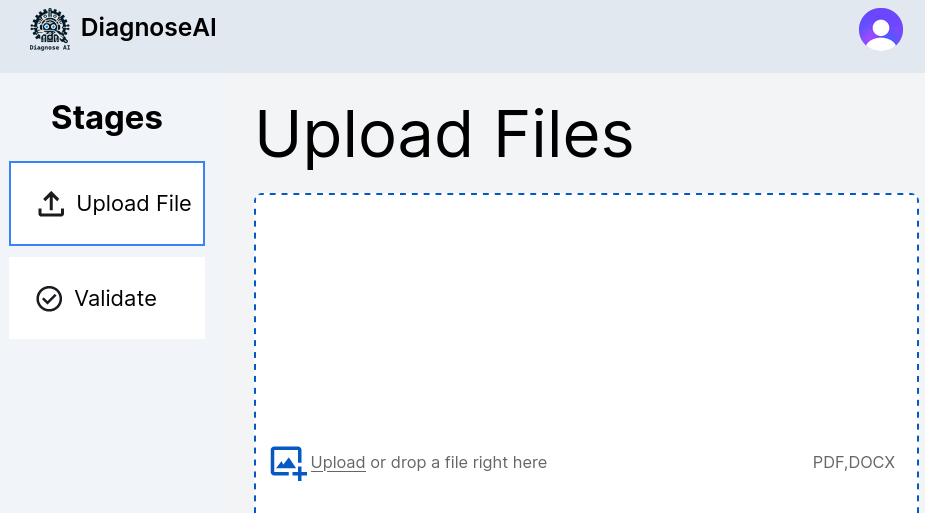 Diagnose AI
DiagnoseAI
Stages
Upload File
Validate
Upload Files
Upload or drop a file right here
PDF,DOCX